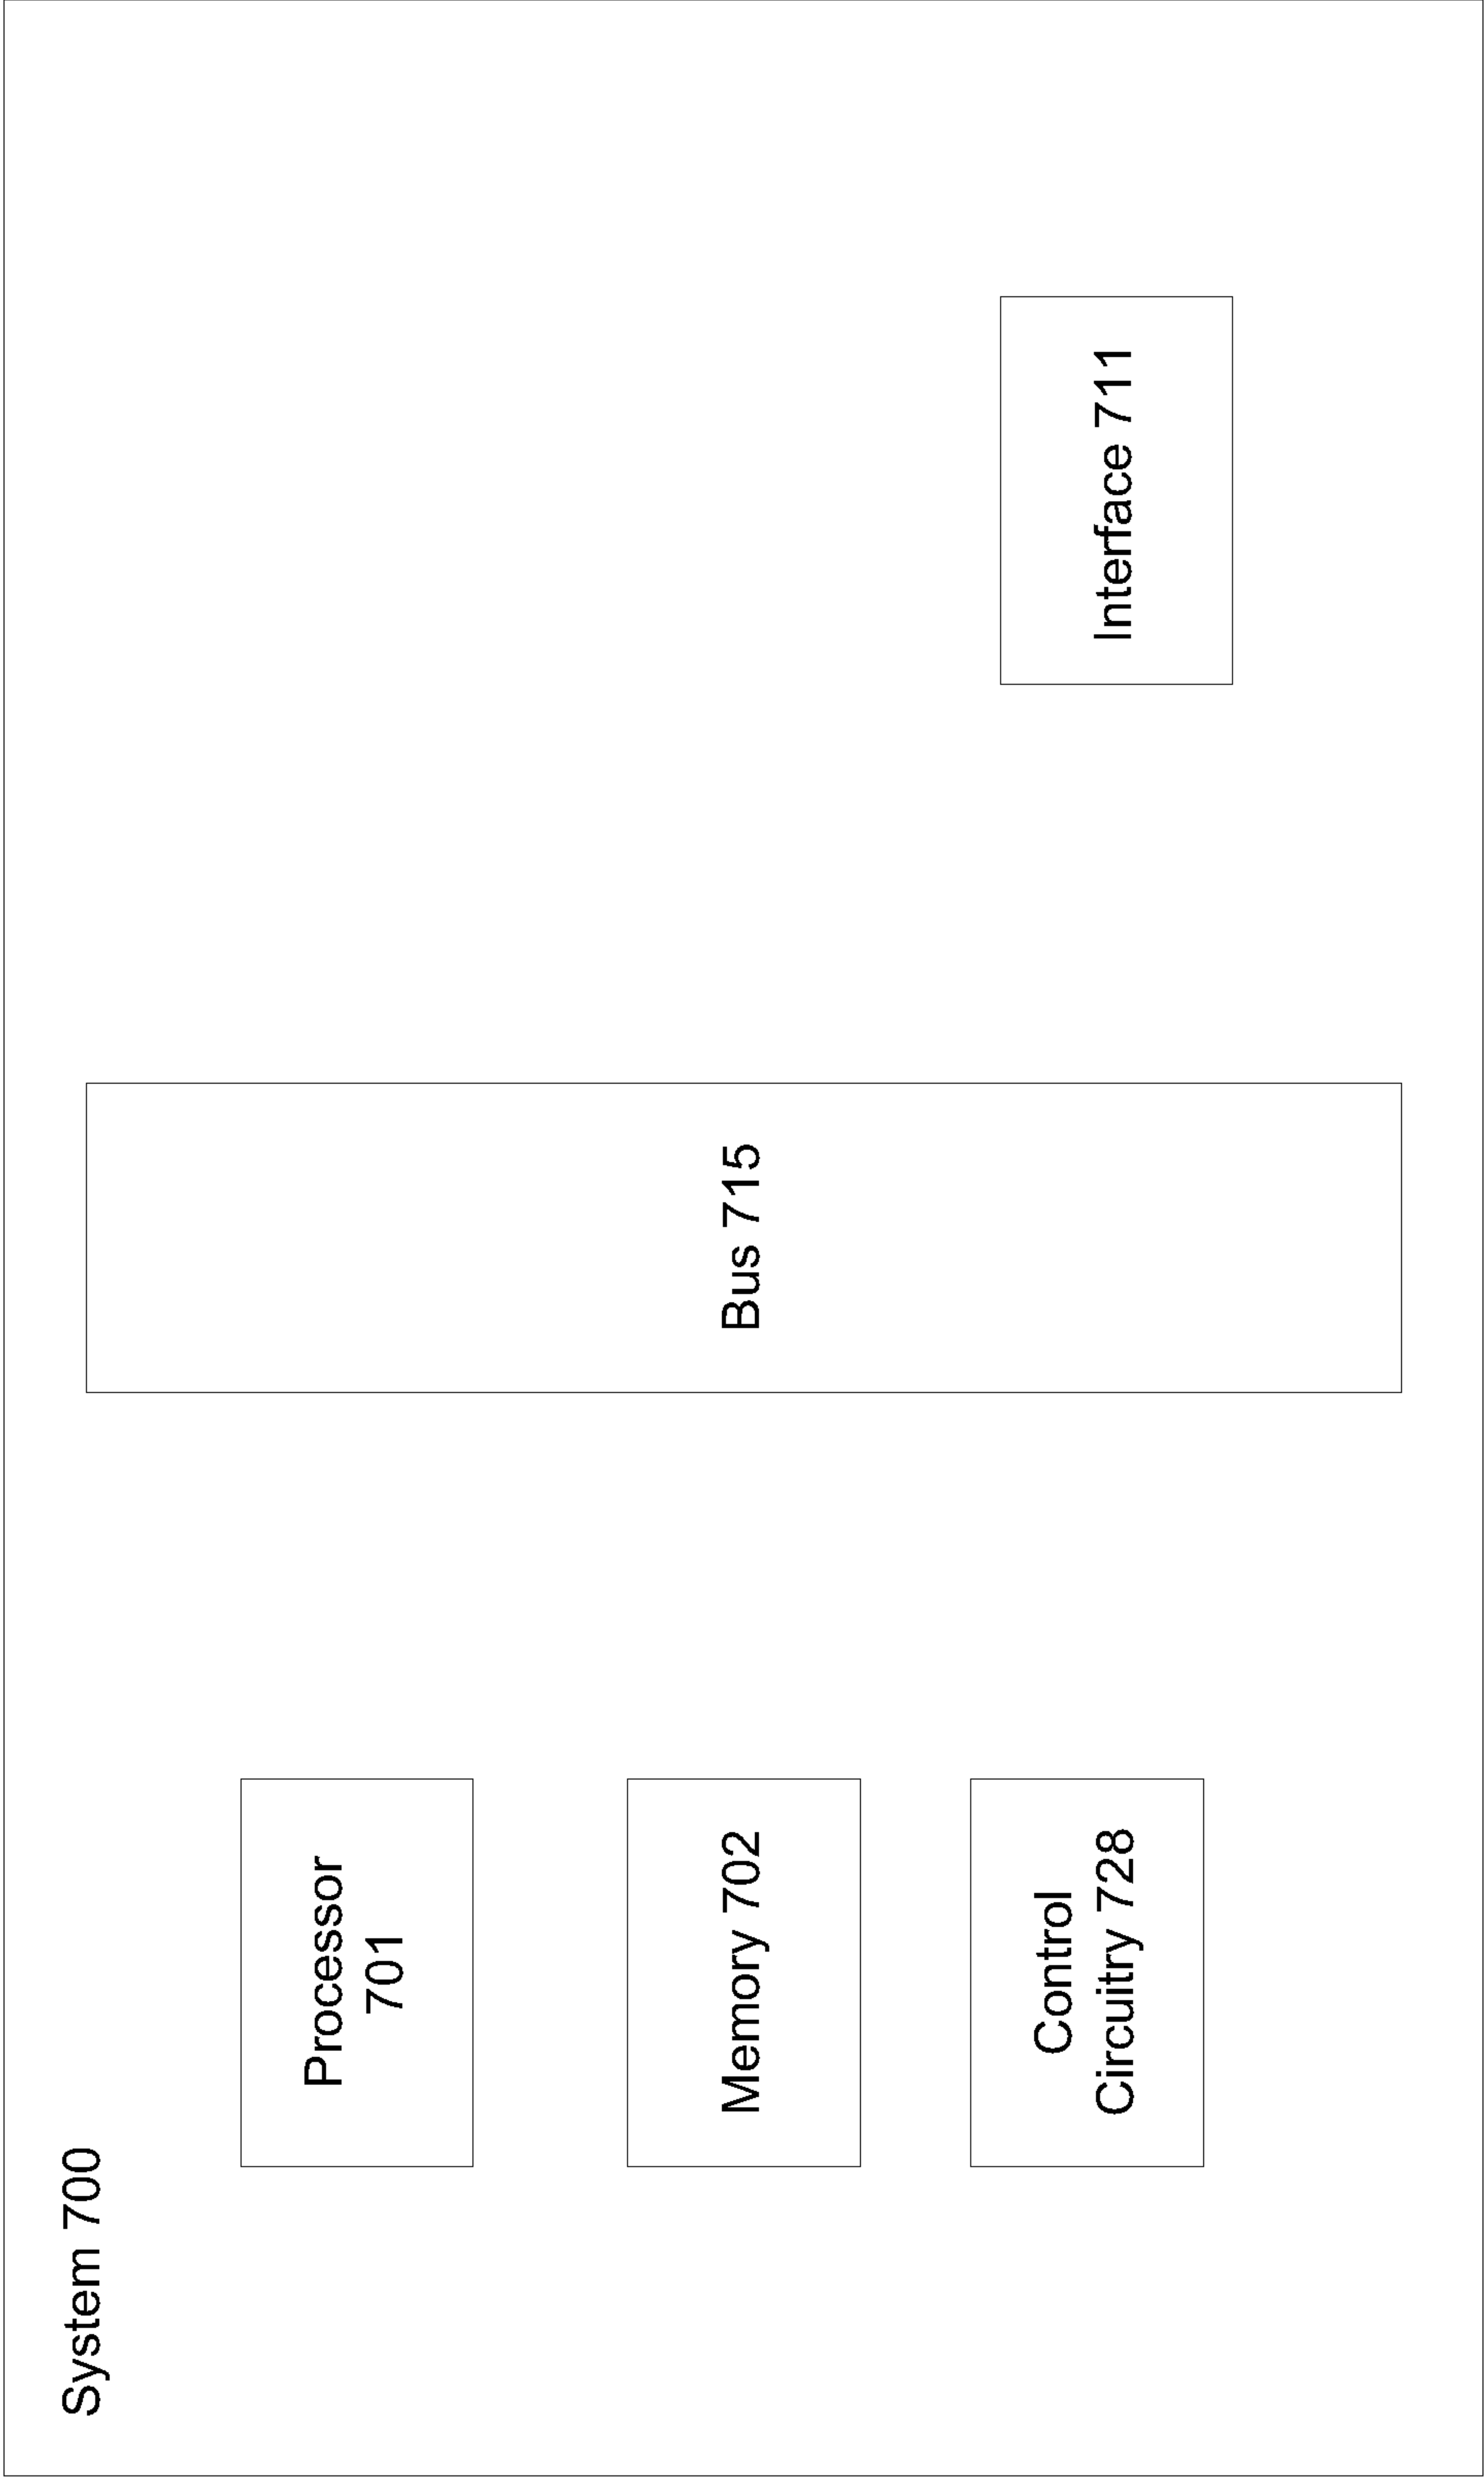 System 700
Processor
701
Memory 702
Control
Circuitry 728
Bus 715
Interface 711